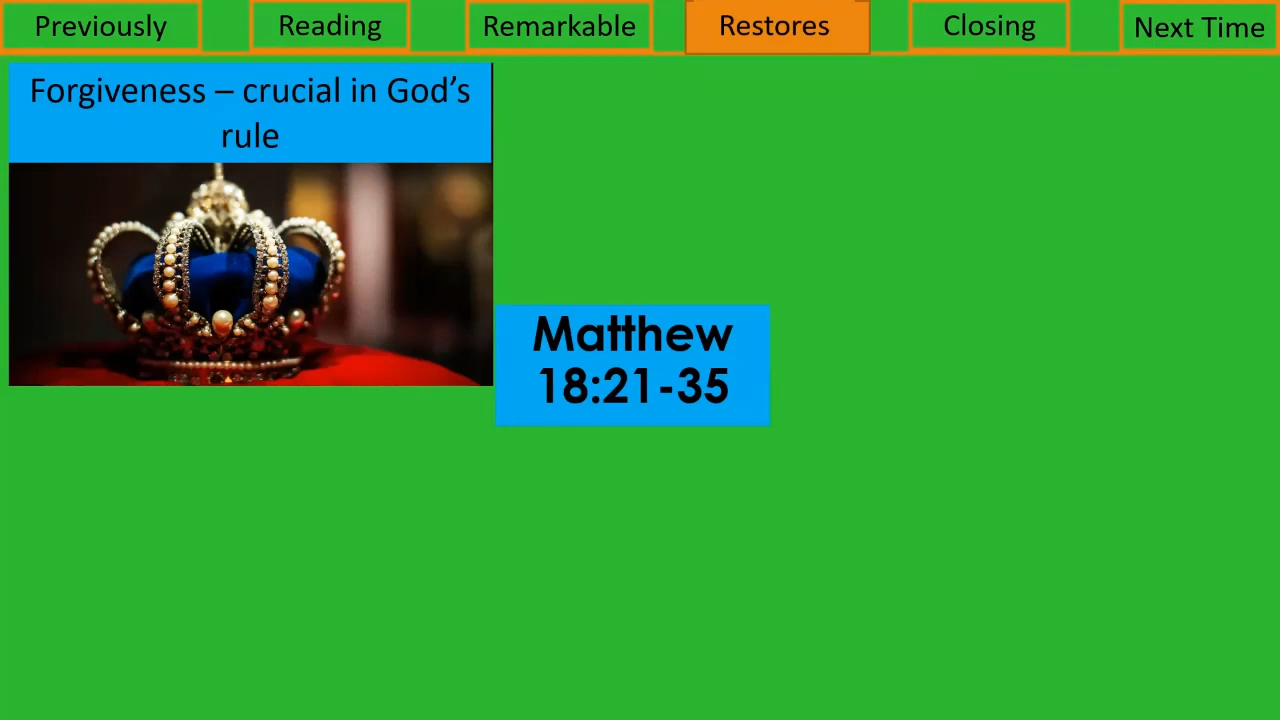 Previously Reading Remarkable Restores Closing Next Time
Forgiveness – crucial in God’s
rule
Matthew
18:21-35